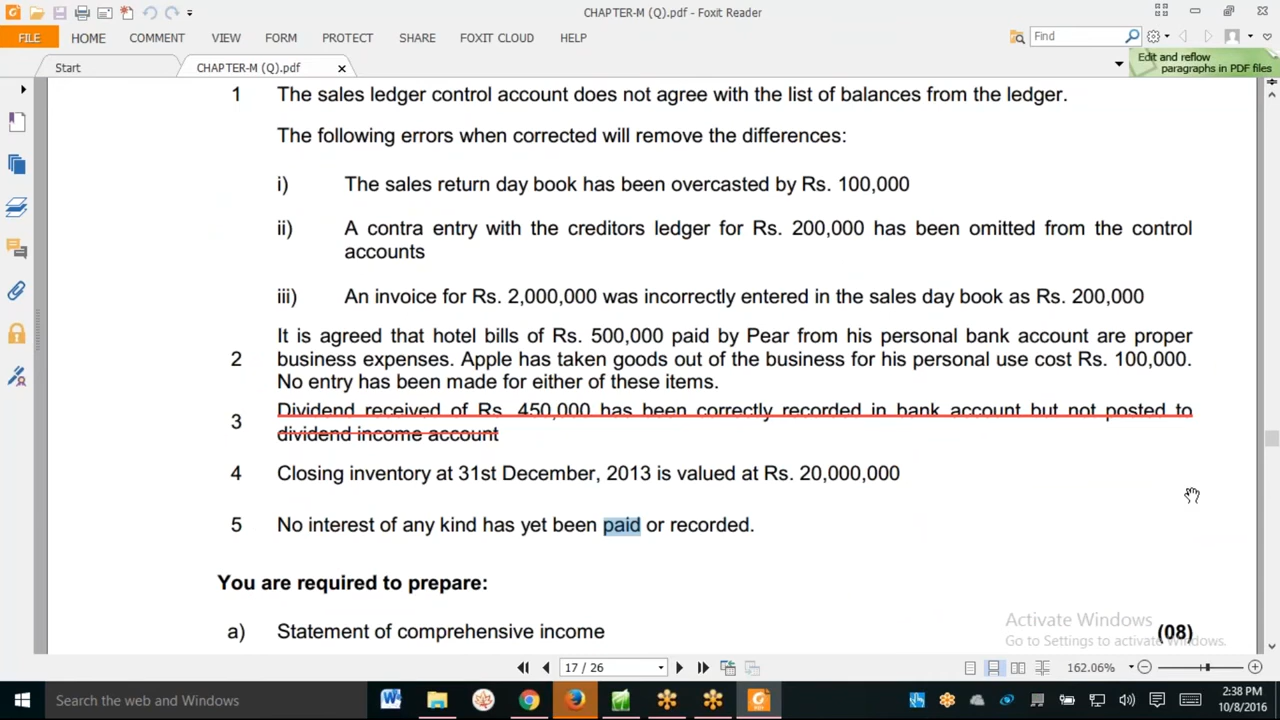 CHAPTER-M (Q).pdf - Foxit Reader
FILE HOME COMMENT VIEW FORM PROTECT SHARE FOXIT CLOUD HELP Find
Start CHAPTER-M (Q).pdf
Edit and reflow
paragraphs in PDF files
1 The sales ledger control account does not agree with the list of balances from the ledger.
The following errors when corrected will remove the differences:
i) The sales return day book has been overcasted by Rs. 100,000
ii) A contra entry with the creditors ledger for Rs. 200,000 has been omitted from the control
accounts
iii) An invoice for Rs. 2,000,000 was incorrectly entered in the sales day book as Rs. 200,000
It is agreed that hotel bills of Rs. 500,000 paid by Pear from his personal bank account are proper
2 business expenses. Apple has taken goods out of the business for his personal use cost Rs. 100,000.
No entry has been made for either of these items.
Dividend received of Rs. 450,000 has been correctly recorded in bank account but not posted to
3
dividend income account
4 Closing inventory at 31st December, 2013 is valued at Rs. 20,000,000
5 No interest of any kind has yet been paid or recorded.
You are required to prepare:
a) Statement of comprehensive income (08)
Activate Windows
Go to Settings to activate Windows.
17 / 26 162.06%
Search the web and Windows
2:38 PM
10/8/2016